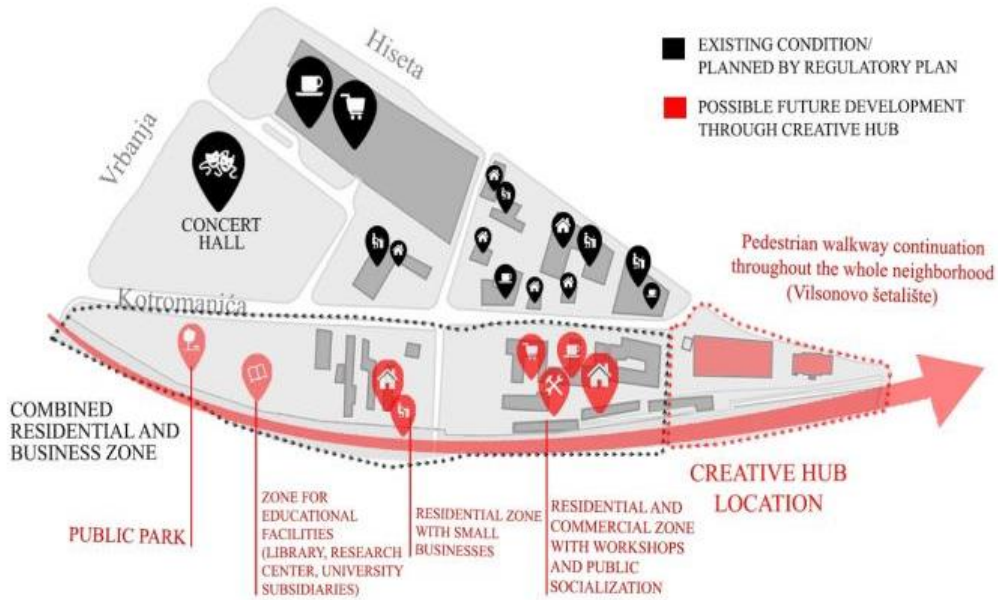 Hiseta
Vrbanja
EXISTING CONDITION/
PLANNED BY REGULATORY PLAN
POSSIBLE FUTURE DEVELOPMENT
THROUGH CREATIVE HUB
CONCERT
HALL
Pedestrian walkway continuation
throughout the whole neighborhood
(Vilsonovo šetalište)
Kotromanića
COMBINED
RESIDENTIAL AND
BUSINESS ZONE
CREATIVE HUB
LOCATION
PUBLIC PARK
ZONE FOR
EDUCATIONAL
FACILITIES
(LIBRARY, RESEARCH
CENTER, UNIVERSITY
SUBSIDIARIES)
RESIDENTIAL ZONE
WITH SMALL
BUSINESSES
RESIDENTIAL AND
COMMERCIAL ZONE
WITH WORKSHOPS
AND PUBLIC
SOCIALIZATION